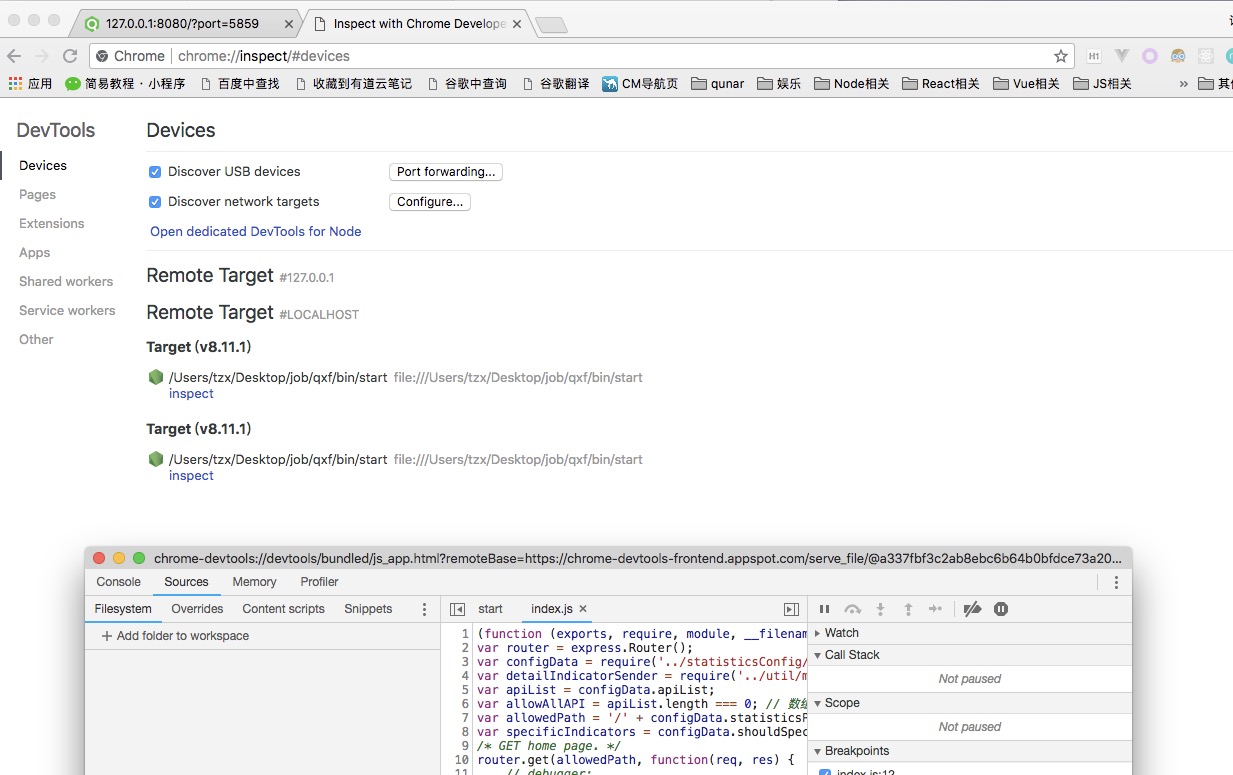 127.0.0.1:8080/?port=5859
Inspect with Chrome Develope
Chrome chrome://inspect/#devices
H1
应用 简易教程 · 小程序 百度中查找 收藏到有道云笔记 谷歌中查询 谷歌翻译 CM导航页 qunar 娱乐 Node相关 React相关 Vue相关 JS相关 » 其
DevTools
Devices
Pages
Extensions
Apps
Shared workers
Service workers
Other
Devices
Discover USB devices Port forwarding...
Discover network targets Configure...
Open dedicated DevTools for Node
Remote Target #127.0.0.1
Remote Target #LOCALHOST
Target (v8.11.1)
/Users/tzx/Desktop/job/qxf/bin/start file:///Users/tzx/Desktop/job/qxf/bin/start
inspect
Target (v8.11.1)
/Users/tzx/Desktop/job/qxf/bin/start file:///Users/tzx/Desktop/job/qxf/bin/start
inspect
chrome-devtools://devtools/bundled/js_app.html?remoteBase=https://chrome-devtools-frontend.appspot.com/serve_file/@a337fbf3c2ab8ebc6b64b0bfdce73a20...
Console Sources Memory Profiler
Filesystem Overrides Content scripts Snippets
+ Add folder to workspace
start index.js ×
1 (function (exports, require, module, __filenam
2 var router = express.Router();
3 var configData = require('../statisticsConfig/
4 var detailIndicatorSender = require('../util/m
5 var apiList = configData.apiList;
6 var allowAllAPI = apiList.length === 0; // 数组
7 var allowedPath = '/' + configData.statisticsP
8 var specificIndicators = configData.shouldSpec
9 /* GET home page. */
10 router.get(allowedPath, function(req, res) {
11 // debugger;
Watch
Call Stack
Not paused
Scope
Not paused
Breakpoints
index.js:12